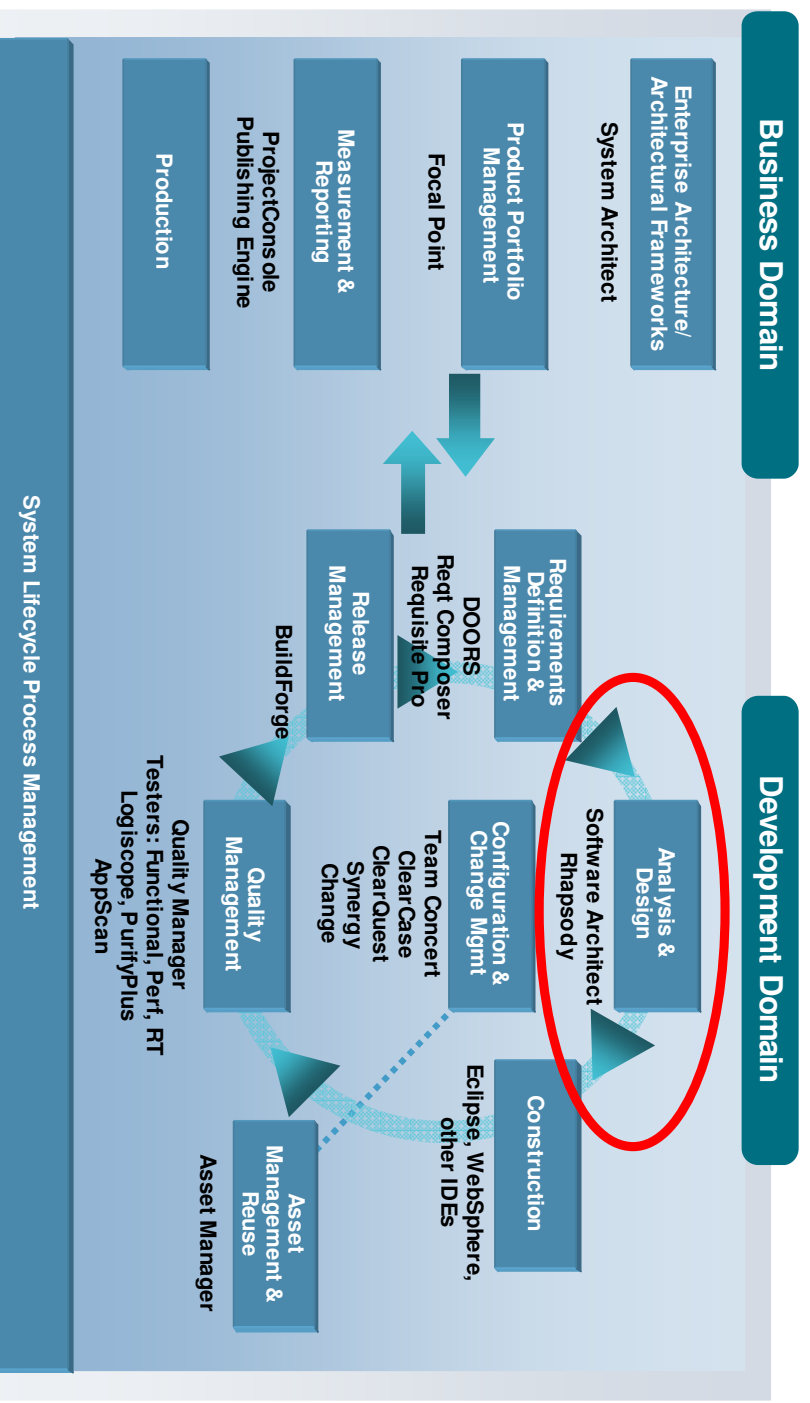 Business Domain
Development Domain
Enterprise Architecture/
Architectural Frameworks
System Architect
Product Portfolio
Management
Focal Point
Measurement &
Reporting
ProjectConsole
Publishing Engine
Production
Requirements
Definition &
Management
DOORS
Reqt Composer
Requisite Pro
Release
Management
BuildForge
Analysis &
Design
Software Architect
Rhapsody
Configuration &
Change Mgmt
Team Concert
ClearCase
ClearQuest
Synergy
Change
Quality
Management
Quality Manager
Testers: Functional, Perf, RT
Logiscope, PurifyPlus
AppScan
Construction
Eclipse, WebSphere,
other IDEs
Asset
Management &
Reuse
Asset Manager
System Lifecycle Process Management